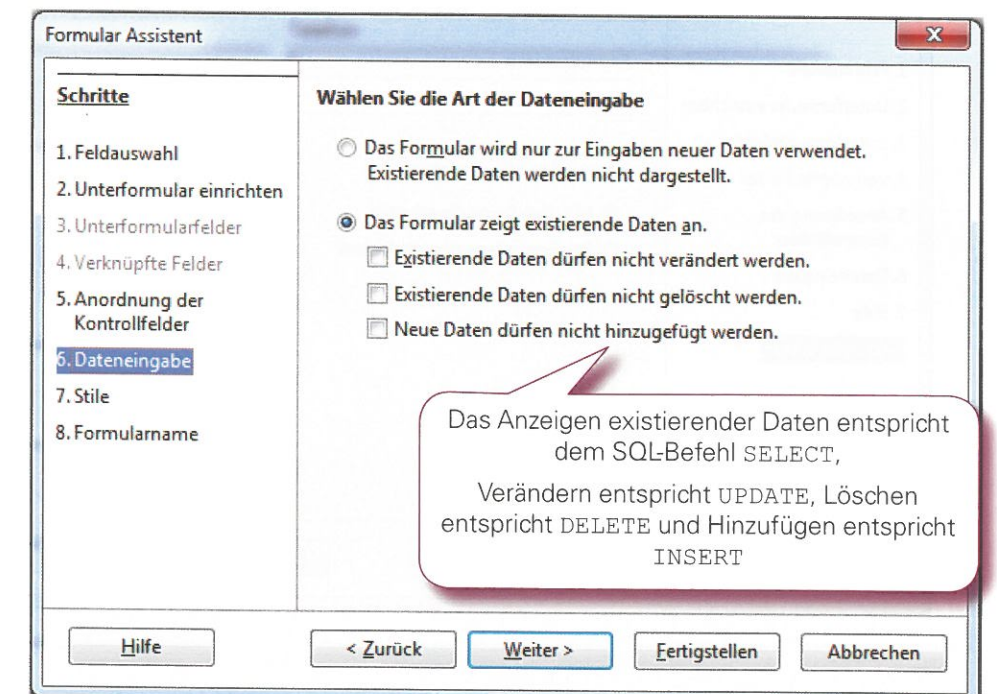 Formular Assistent
X
Schritte
1. Feldauswahl
2. Unterformular einrichten
3. Unterformularfelder
4. Verknüpfte Felder
5. Anordnung der
Kontrollfelder
6. Dateneingabe
7. Stile
8. Formularname
Wählen Sie die Art der Dateneingabe
Das Formular wird nur zur Eingaben neuer Daten verwendet.
Existierende Daten werden nicht dargestellt.
Das Formular zeigt existierende Daten an.
Existierende Daten dürfen nicht verändert werden.
Existierende Daten dürfen nicht gelöscht werden.
Neue Daten dürfen nicht hinzugefügt werden.
Das Anzeigen existierender Daten entspricht
dem SQL-Befehl SELECT,
Verändern entspricht UPDATE, Löschen
entspricht DELETE und Hinzufügen entspricht
INSERT
Hilfe
< Zurück
Weiter >
Fertigstellen
Abbrechen